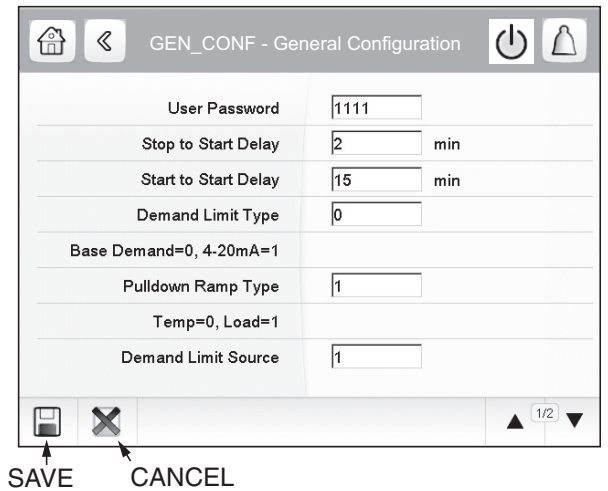 GEN_CONF - General Configuration
User Password 1111
Stop to Start Delay 2 min
Start to Start Delay 15 min
Demand Limit Type 0
Base Demand=0, 4-20mA=1
Pulldown Ramp Type 1
Temp=0, Load=1
Demand Limit Source 1
1/2
SAVE CANCEL